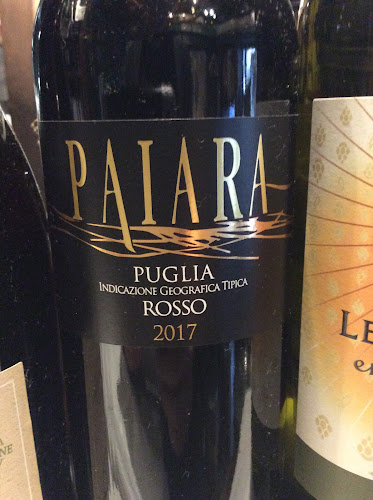 PAIARA
PUGLIA
INDICAZIONE GEOGRAFICA TIPICA
ROSSO
2017
LE